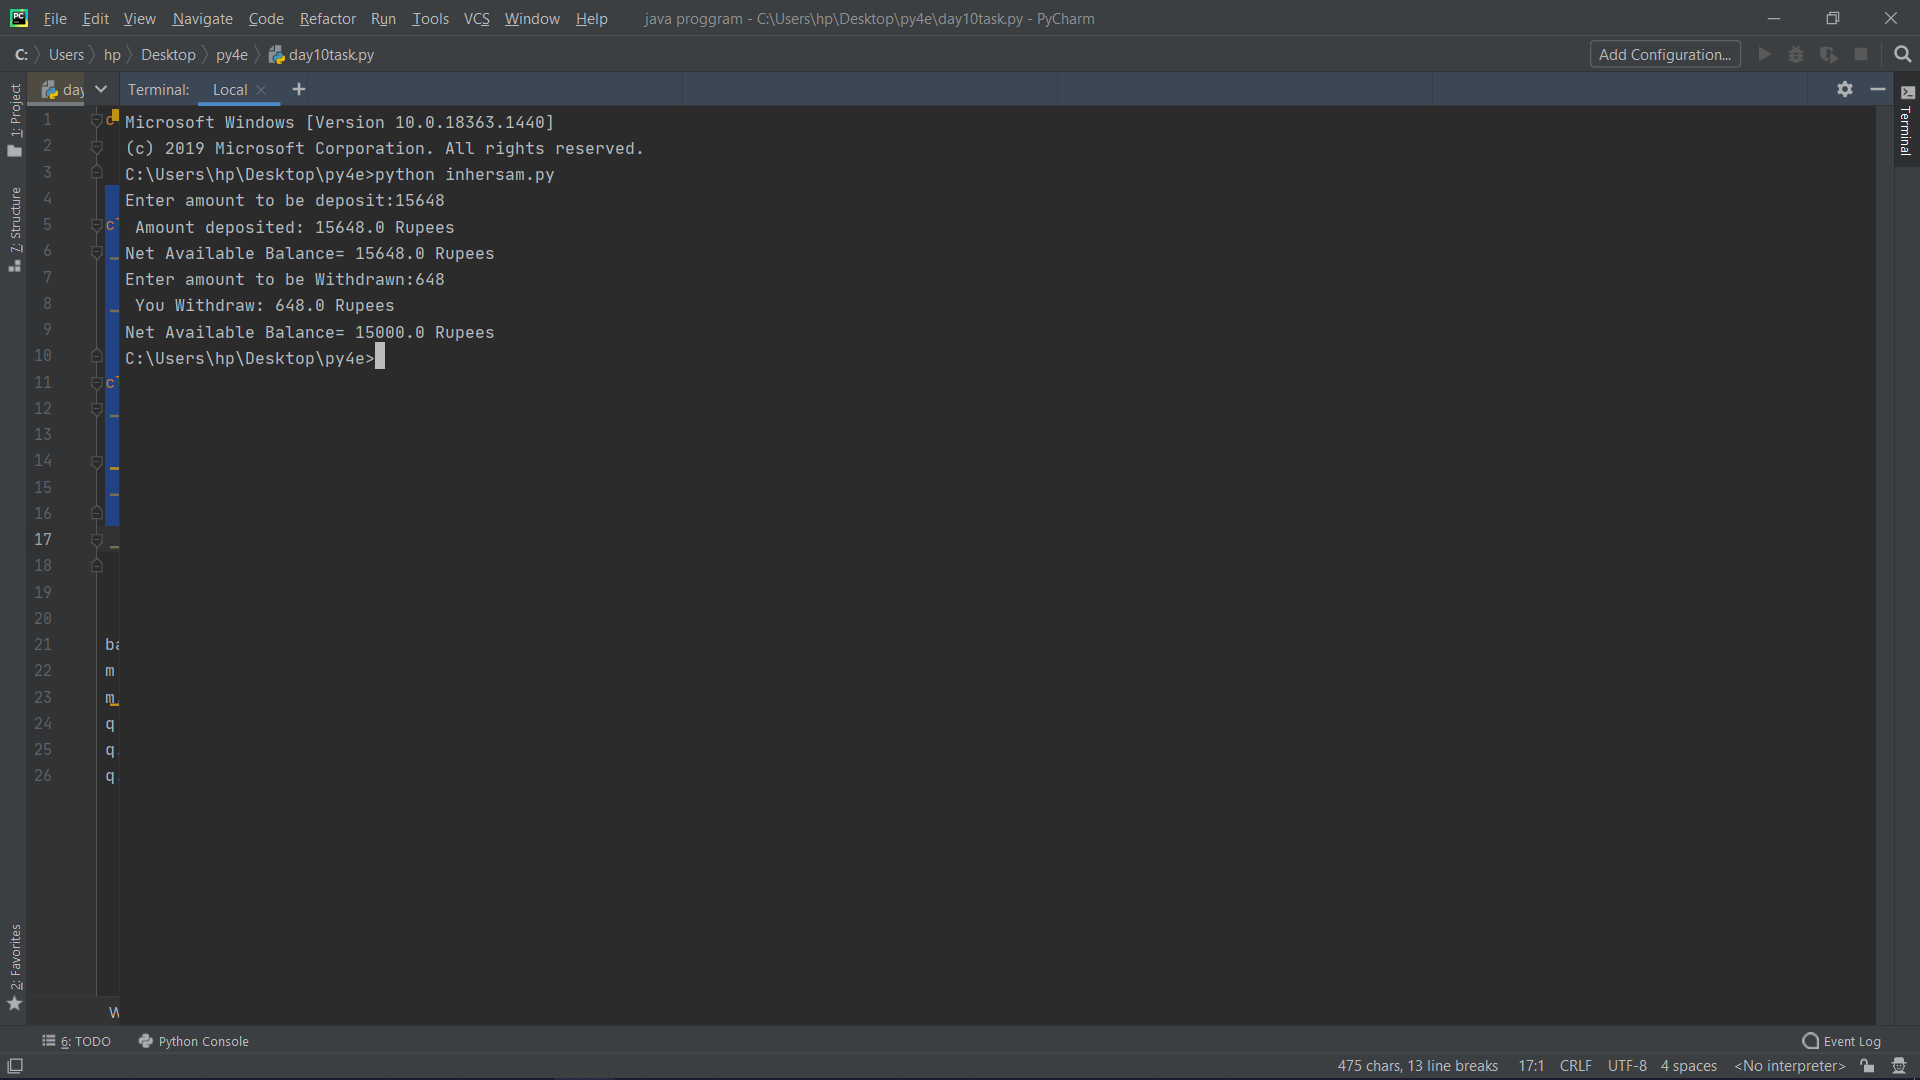 File Edit View Navigate Code Refactor Run Tools VCS Window Help java proggram - C:\Users\hp\Desktop\py4e\day10task.py - PyCharm
C: Users hp Desktop py4e day10task.py Add Configuration...
1: Project
7: Structure
2: Favorites
day
Terminal: Local
Terminal
Microsoft Windows [Version 10.0.18363.1440]
(c) 2019 Microsoft Corporation. All rights reserved.
C:\Users\hp\Desktop\py4e>python inhersam.py
Enter amount to be deposit:15648
Amount deposited: 15648.0 Rupees
Net Available Balance= 15648.0 Rupees
Enter amount to be Withdrawn:648
You Withdraw: 648.0 Rupees
Net Available Balance= 15000.0 Rupees
C:\Users\hp\Desktop\py4e>
1
2
3
4
5
6
7
8
9
10
11
12
13
14
15
16
17
18
19
20
21 ba
22 m
23 m.
24 q
25 q.
26 q.
6: TODO Python Console Event Log
475 chars, 13 line breaks 17:1 CRLF UTF-8 4 spaces <No interpreter>